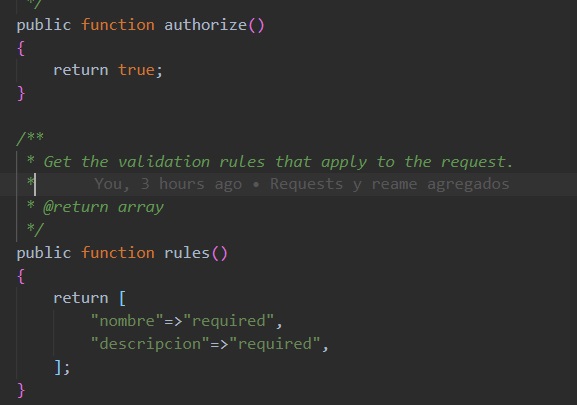 */
public function authorize()
{
return true;
}
/**
* Get the validation rules that apply to the request.
* You, 3 hours ago • Requests y reame agregados
* @return array
*/
public function rules()
{
return [
"nombre"=>"required",
"descripcion"=>"required",
];
}